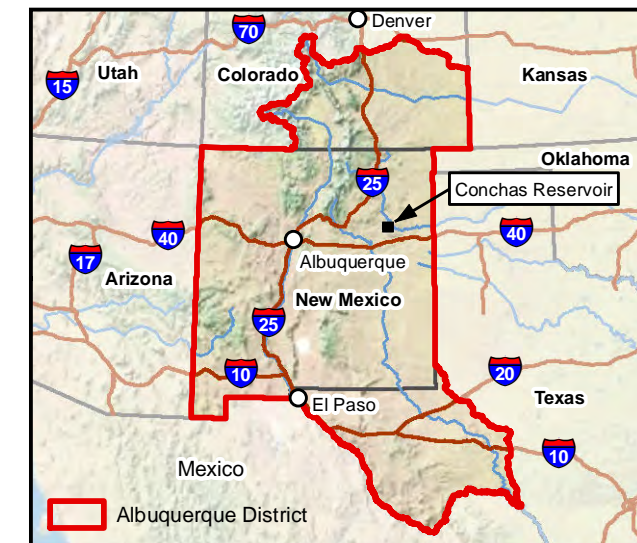 Denver
70
Utah
Colorado
Kansas
15
Oklahoma
25
Conchas Reservoir
40
40
Albuquerque
17
Arizona
New Mexico
25
10
20
Texas
El Paso
10
Mexico
Albuquerque District